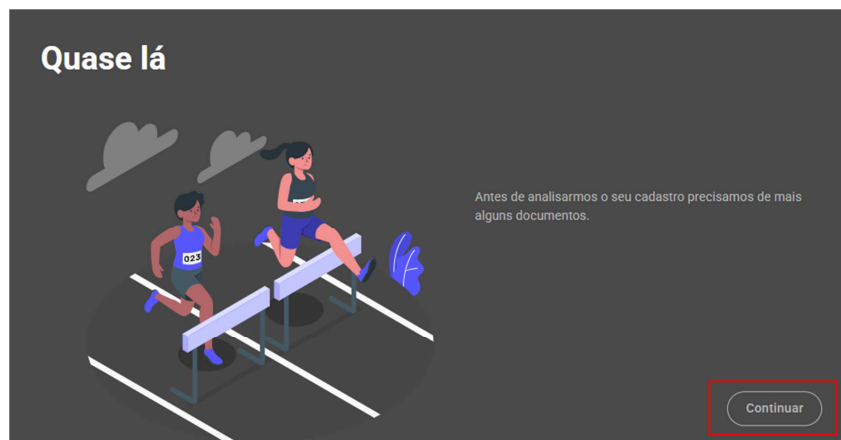 Quase lá
Antes de analisarmos o seu cadastro precisamos de mais
alguns documentos.
023
Continuar